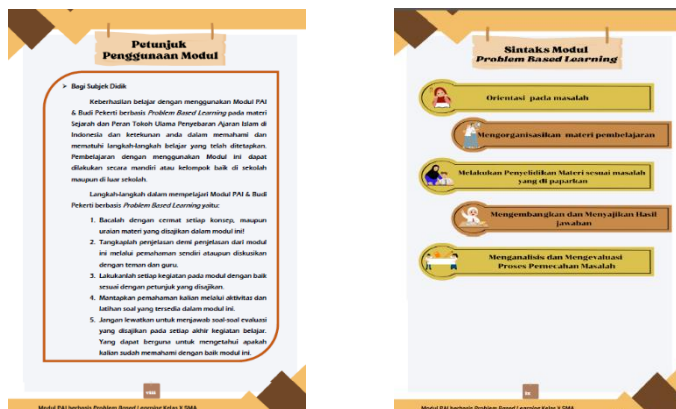 Petunjuk
Penggunaan Modul
➢ Bagi Subjek Didik
Keberhasilan belajar dengan menggunakan Modul PAI
& Budi Pekerti berbasis Problem Based Learning pada materi
Sejarah dan Peran Tokoh Ulama Penyebaran Ajaran Islam di
Indonesia dan ketekunan anda dalam memahami dan
mematuhi langkah-langkah belajar yang telah ditetapkan.
Pembelajaran dengan menggunakan Modul ini dapat
dilakukan secara mandiri atau kelompok baik di sekolah
maupun di luar sekolah.
Langkah-langkah dalam mempelajari Modul PAI & Budi
Pekerti berbasis Problem Based Learning yaitu:
1. Bacalah dengan cermat setiap konsep, maupun
uraian materi yang disajikan dalam modul ini!
2. Tangkaplah penjelasan demi penjelasan dari modul
ini melalui pemahaman sendiri ataupun diskusikan
dengan teman dan guru.
3. Lakukanlah setiap kegiatan pada modul dengan baik
sesuai dengan petunjuk yang disajikan.
4. Mantapkan pemahaman kalian melalui aktivitas dan
latihan soal yang tersedia dalam modul ini.
5. Jangan lewatkan untuk menjawab soal-soal evaluasi
yang disajikan pada setiap akhir kegiatan belajar.
Yang dapat berguna untuk mengetahui apakah
kalian sudah memahami dengan baik modul ini.
viii
Modul PAI berbasis Problem Based Learning Kelas X SMA
Sintaks Modul
Problem Based Learning
Orientasi pada masalah
Mengorganisasikan materi pembelajaran
Melakukan Penyelidikan Materi sesuai masalah
yang di paparkan
Mengembangkan dan Menyajikan Hasil
jawaban
Menganalisis dan Mengevaluasi
Proses Pemecahan Masalah
ix
Modul PAI berbasis Problem Based Learning Kelas X SMA